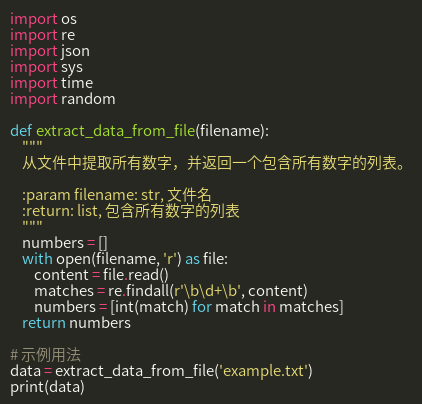 import os
import re
import json
import sys
import time
import random

def extract_data_from_file(filename):
    """
    从文件中提取所有数字，并返回一个包含所有数字的列表。

    :param filename: str, 文件名
    :return: list, 包含所有数字的列表
    """
    numbers = []
    with open(filename, 'r') as file:
        content = file.read()
        matches = re.findall(r'\b\d+\b', content)
        numbers = [int(match) for match in matches]
    return numbers

# 示例用法
data = extract_data_from_file('example.txt')
print(data)